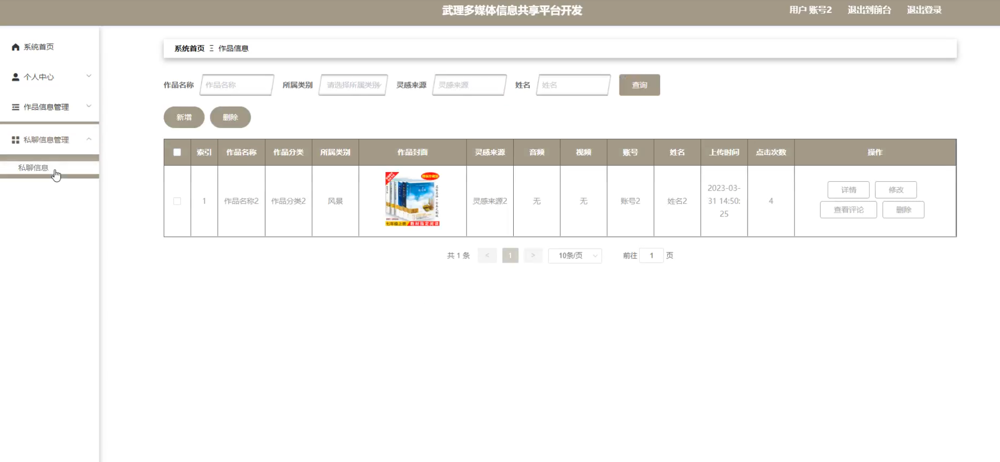 武理多媒体信息共享平台开发
用户 账号2 退出到前台 退出登录
系统首页
个人中心
作品信息管理
私聊信息管理
私聊信息
系统首页 Ξ 作品信息
作品名称 作品名称 所属类别 请选择所属类别 灵感来源 灵感来源 姓名 姓名 查询
新增 删除
索引 作品名称 作品分类 所属类别 作品封面 灵感来源 音频 视频 账号 姓名 上传时间 点击次数 操作
1 作品名称2 作品分类2 风景 灵感来源2 无 无 账号2 姓名2
2023-03-
31 14:50:
25
4
详情 修改
查看评论 删除
七年级上册
共 1 条 < 1 > 10条/页 前往 1 页